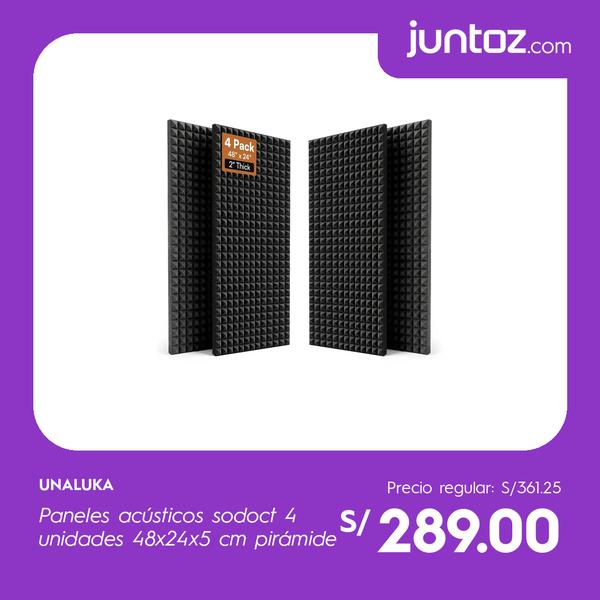 juntoz.com
4 Pack
48" x 24"
2" Thick
UNALUKA
Paneles acústicos sodoct 4
unidades 48x24x5 cm pirámide
Precio regular: S/361.25
S/ 289.00